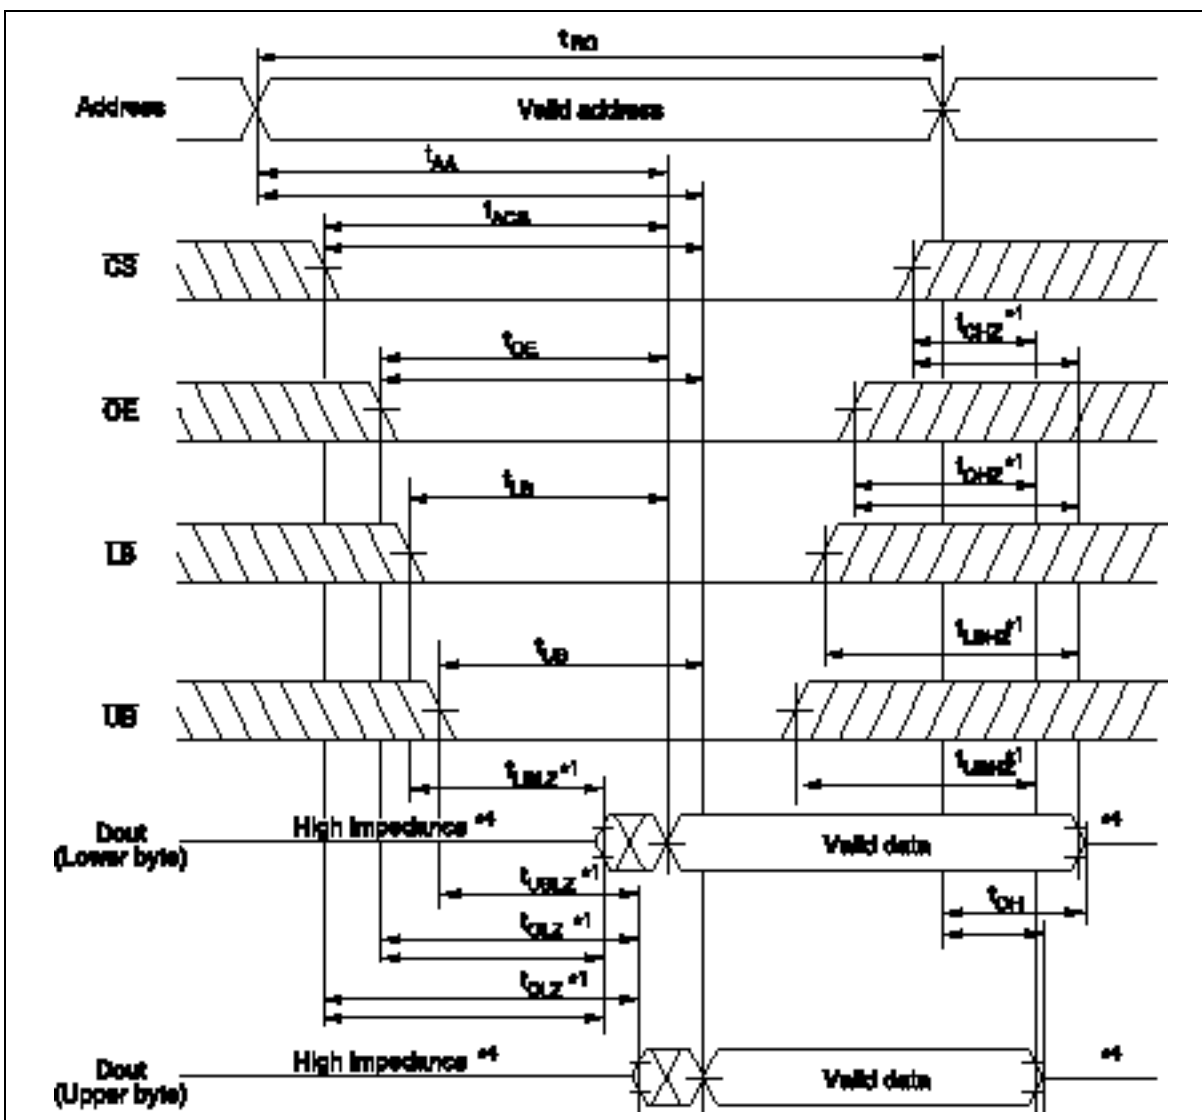 tRC
Address
Valid address
tAA
tACS
CS
tCHZ *1
tOE
OE
tOHZ *1
tLB
LB
tLBHZ *1
tUB
UB
tUBHZ *1
tLBLZ *1
Dout
(Lower byte)
High Impedance *4
Valid data
*4
tUBLZ *1
tOH
tOLZ *1
*1
Dout
(Upper byte)
High Impedance *4
Valid data
*4